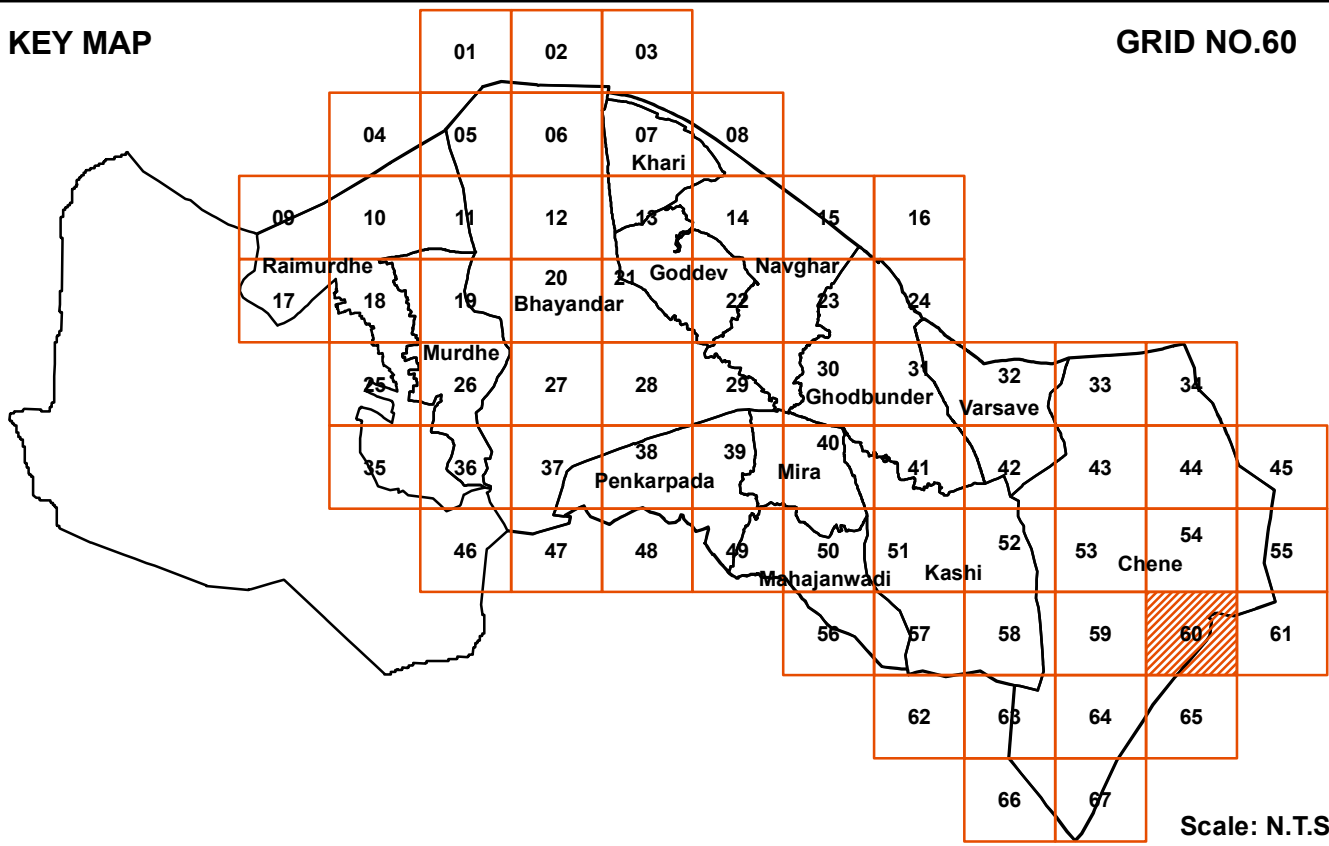 KEY MAP
GRID NO.60
01 02 03
04 05 06 07 08
Khari
09 10 11 12 13 14 15 16
Raimurdhe
Goddev
Navghar
17 18 19 20 21 22 23 24
Bhayandar
Murdhe
25 26 27 28 29 30 31 32 33 34
Ghodbunder
Varsave
35 36 37 38 39 40 41 42 43 44 45
Penkarpada
Mira
46 47 48 49 50 51 52 53 54 55
Mahajanwadi
Kashi
Chene
56 57 58 59 60 61
62 63 64 65
66 67
Scale: N.T.S